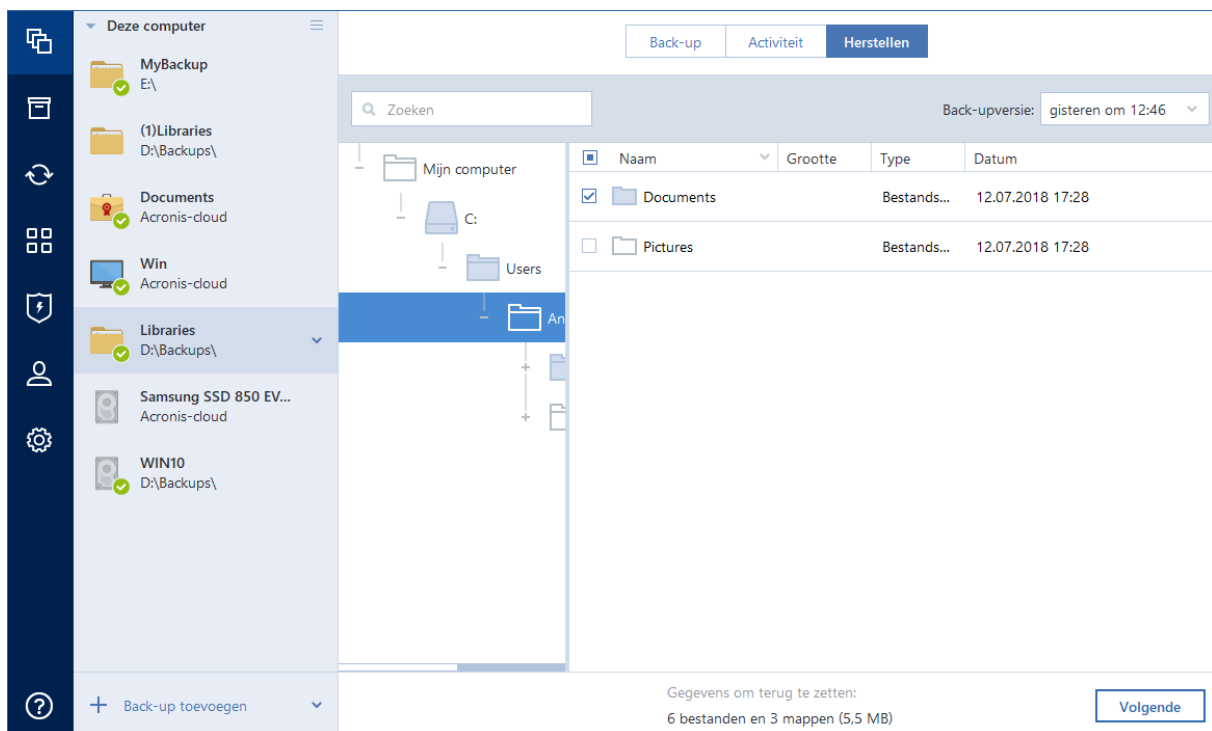 Deze computer
MyBackup
E:\
(1)Libraries
D:\Backups\
Documents
Acronis-cloud
Win
Acronis-cloud
Libraries
D:\Backups\
Samsung SSD 850 EV...
Acronis-cloud
WIN10
D:\Backups\
Back-up toevoegen
Back-up Activiteit Herstellen
Zoeken
Back-upversie: gisteren om 12:46
Mijn computer
C:
Users
An
Naam Grootte Type Datum
Documents Bestands... 12.07.2018 17:28
Pictures Bestands... 12.07.2018 17:28
Gegevens om terug te zetten:
6 bestanden en 3 mappen (5,5 MB)
Volgende